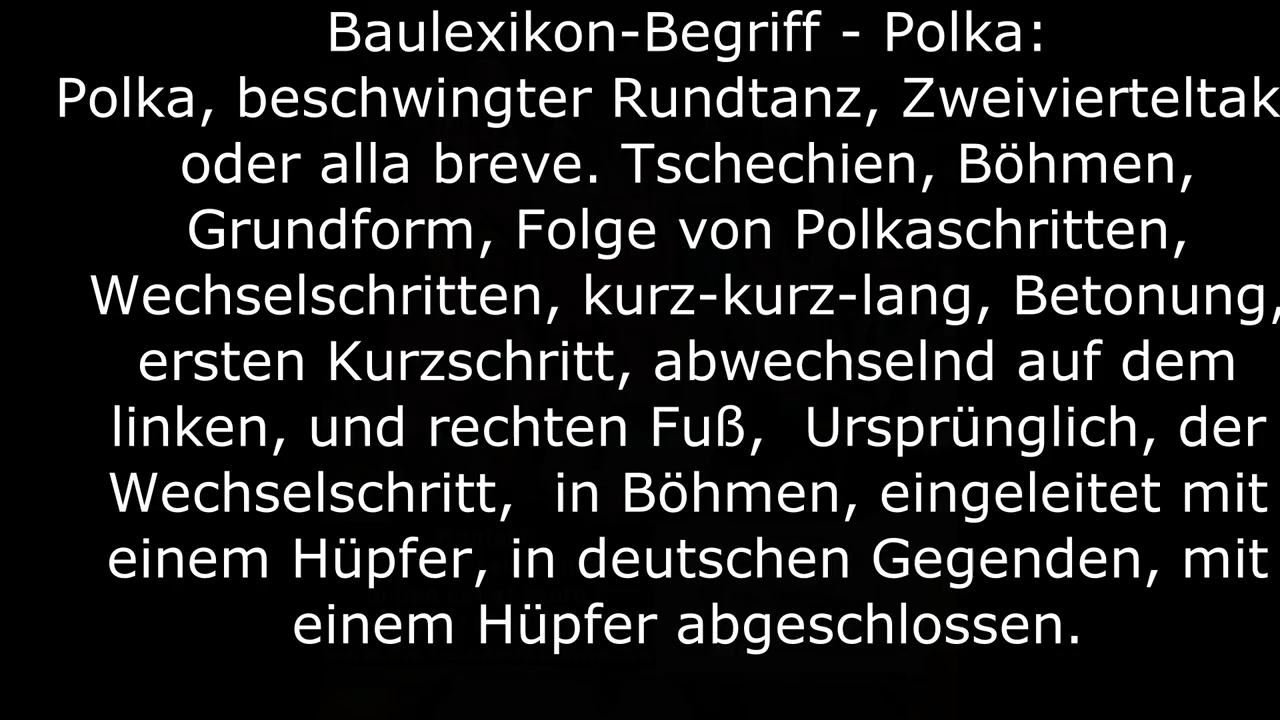 Baulexikon-Begriff - Polka:
Polka, beschwingter Rundtanz, Zweivierteltak
oder alla breve. Tschechien, Böhmen,
Grundform, Folge von Polkaschritten,
Wechselschritten, kurz-kurz-lang, Betonung,
ersten Kurzschritt, abwechselnd auf dem
linken, und rechten Fuß,  Ursprünglich, der
Wechselschritt,  in Böhmen, eingeleitet mit
einem Hüpfer, in deutschen Gegenden, mit
einem Hüpfer abgeschlossen.